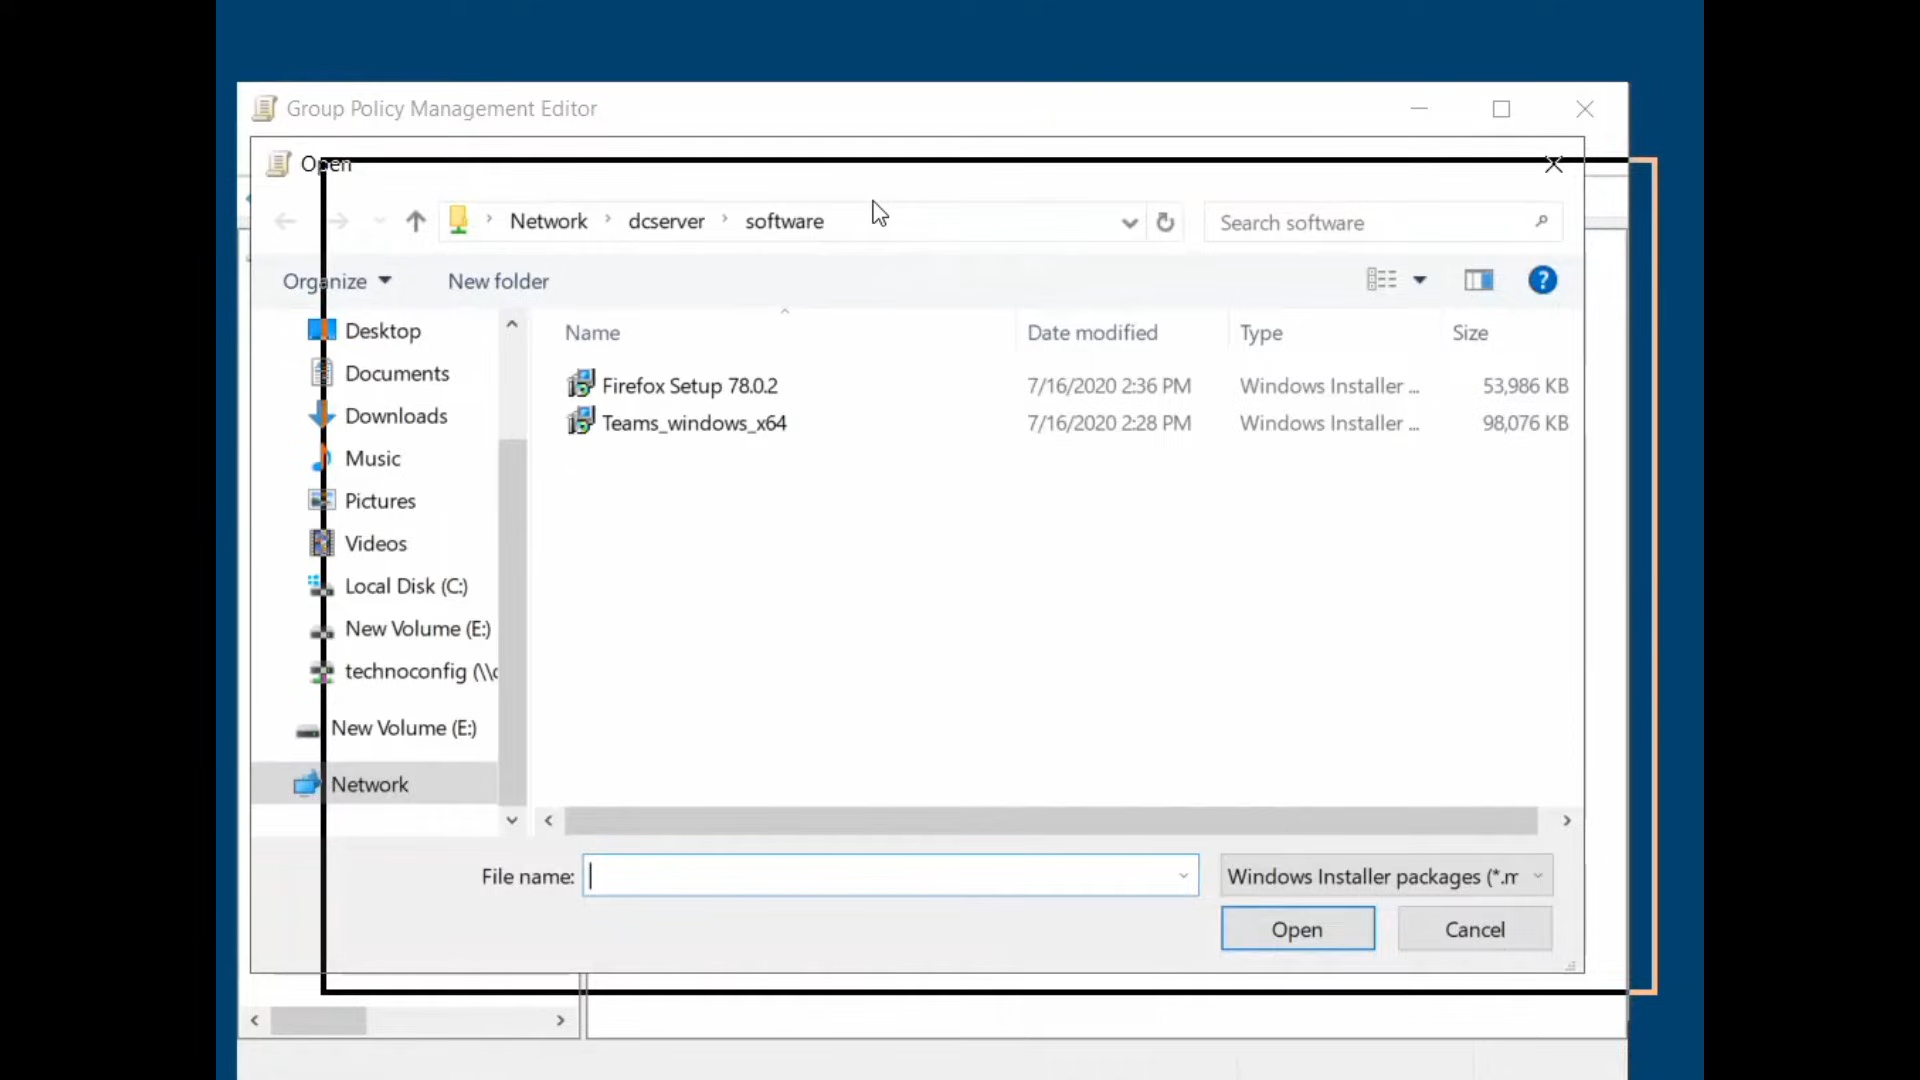 Group Policy Management Editor
Open
Network dcserver software
Search software
Organize New folder
Name Date modified Type Size
Firefox Setup 78.0.2 7/16/2020 2:36 PM Windows Installer ... 53,986 KB
Teams_windows_x64 7/16/2020 2:28 PM Windows Installer ... 98,076 KB
Desktop
Documents
Downloads
Music
Pictures
Videos
Local Disk (C:)
New Volume (E:)
technoconfig (\\c
New Volume (E:)
Network
File name:
Windows Installer packages (*.m
Open Cancel